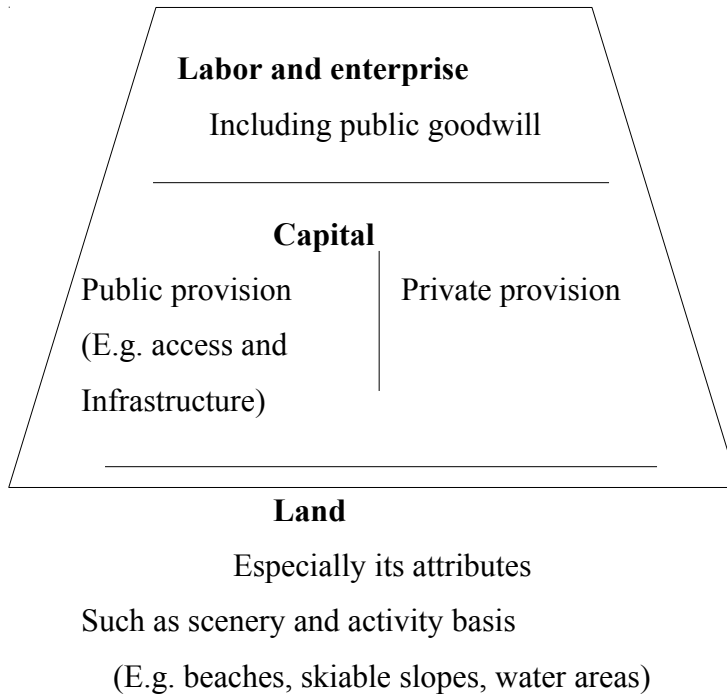 Labor and enterprise
Including public goodwill
Capital
Public provision
(E.g. access and
Infrastructure)
Private provision
Land
Especially its attributes
Such as scenery and activity basis
(E.g. beaches, skiable slopes, water areas)